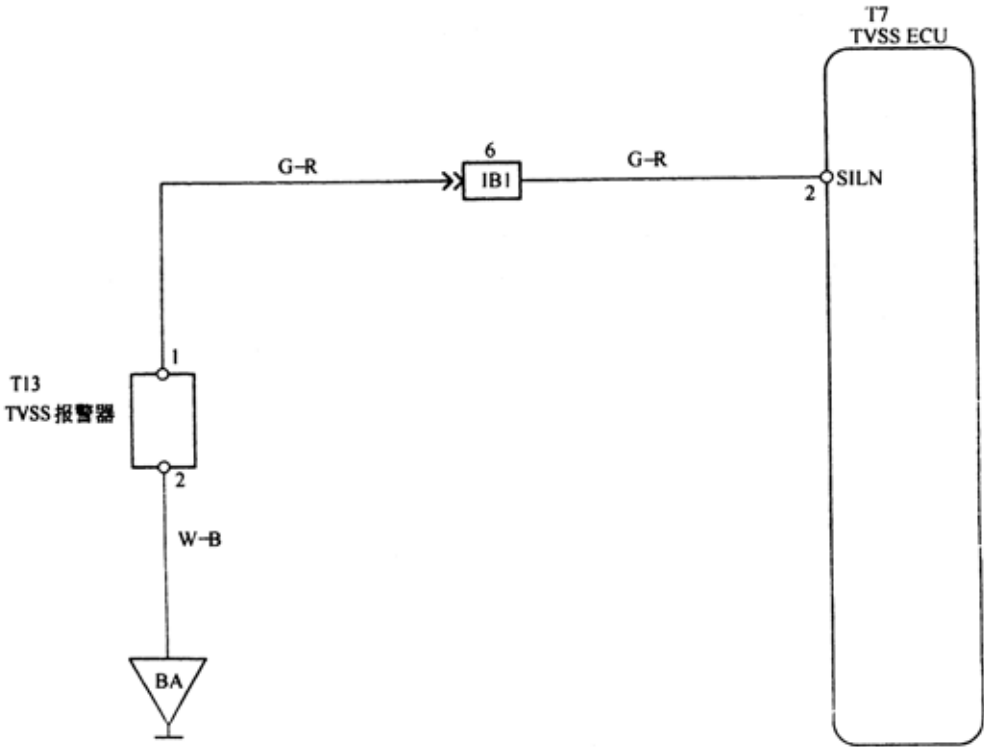 T7
TVSS ECU
6
G-R
IB1
G-R
2
SILN
1
T13
TVSS 报警器
2
W-B
BA